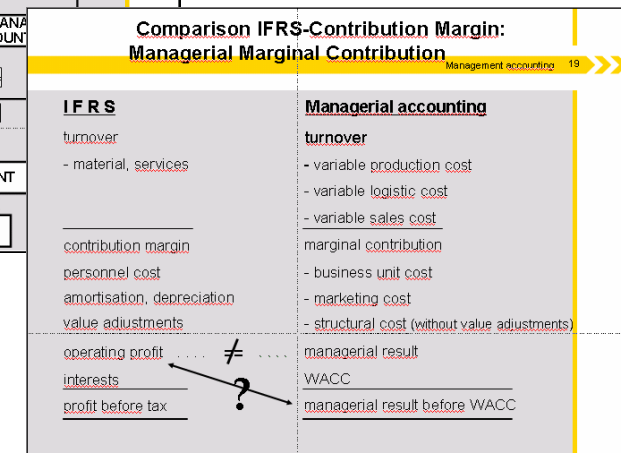 ANA
OUN
NT
Comparison IFRS-Contribution Margin:
Managerial Marginal Contribution
Management accounting 19
IFRS
turnover
- material, services
contribution margin
personnel cost
amortisation, depreciation
value adjustments
operating profit .... ≠ ....
interests
?
profit before tax
Managerial accounting
turnover
- variable production cost
- variable logistic cost
- variable sales cost
marginal contribution
- business unit cost
- marketing cost
- structural cost (without value adjustments)
managerial result
WACC
managerial result before WACC